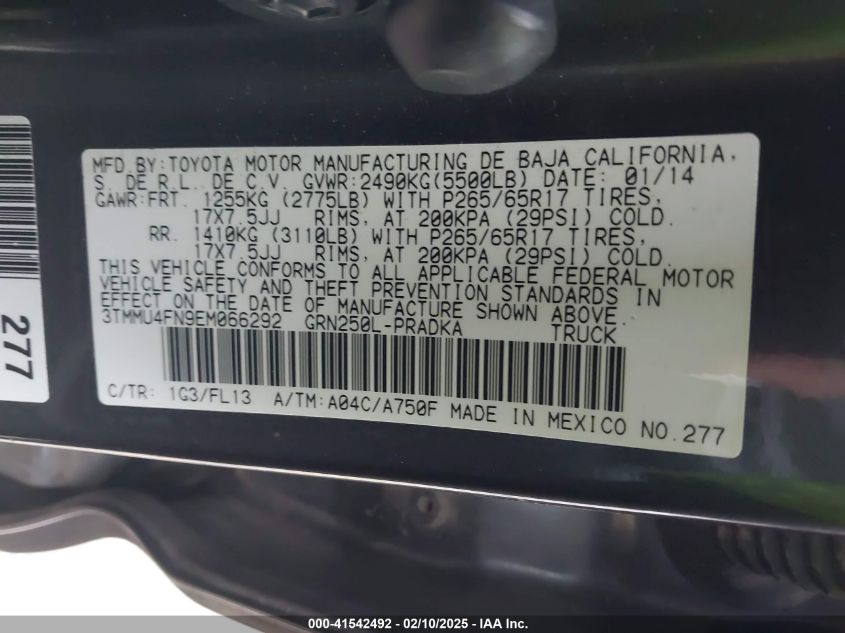 MFD BY: TOYOTA MOTOR MANUFACTURING DE BAJA CALIFORNIA,
S. DE R.L. DE C.V. GVWR: 2490KG(5500LB) DATE: 01/14
GAWR:FRT. 1255KG (2775LB) WITH P265/65R17 TIRES,
17X7.5JJ RIMS, AT 200KPA (29PSI) COLD.
RR. 1410KG (3110LB) WITH P265/65R17 TIRES,
17X7.5JJ RIMS, AT 200KPA (29PSI) COLD.
THIS VEHICLE CONFORMS TO ALL APPLICABLE FEDERAL MOTOR
VEHICLE SAFETY AND THEFT PREVENTION STANDARDS IN
EFFECT ON THE DATE OF MANUFACTURE SHOWN ABOVE.
3TMMU4FN9EM066292 GRN250L-PRADKA TRUCK
C/TR: 1G3/FL13 A/TM: A04C/A750F MADE IN MEXICO NO.277
277
000-41542492 - 02/10/2025 - IAA Inc.